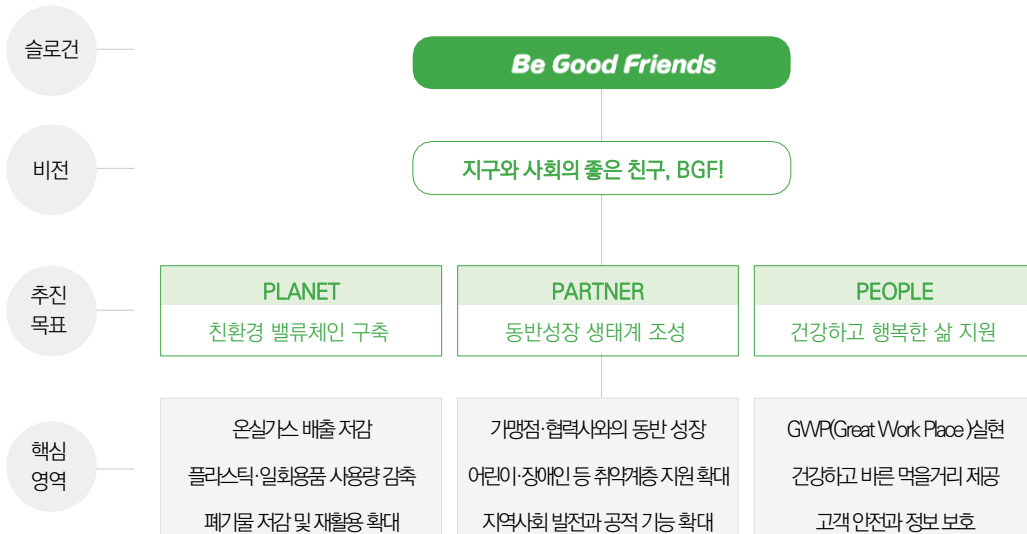 슬로건
Be Good Friends
비전
지구와 사회의 좋은 친구, BGF!
추진
목표
PLANET
친환경 밸류체인 구축
PARTNER
동반성장 생태계 조성
PEOPLE
건강하고 행복한 삶 지원
핵심
영역
온실가스 배출 저감
플라스틱·일회용품 사용량 감축
폐기물 저감 및 재활용 확대
가맹점·협력사와의 동반 성장
어린이·장애인 등 취약계층 지원 확대
지역사회 발전과 공적 기능 확대
GWP(Great Work Place)실현
건강하고 바른 먹을거리 제공
고객 안전과 정보 보호